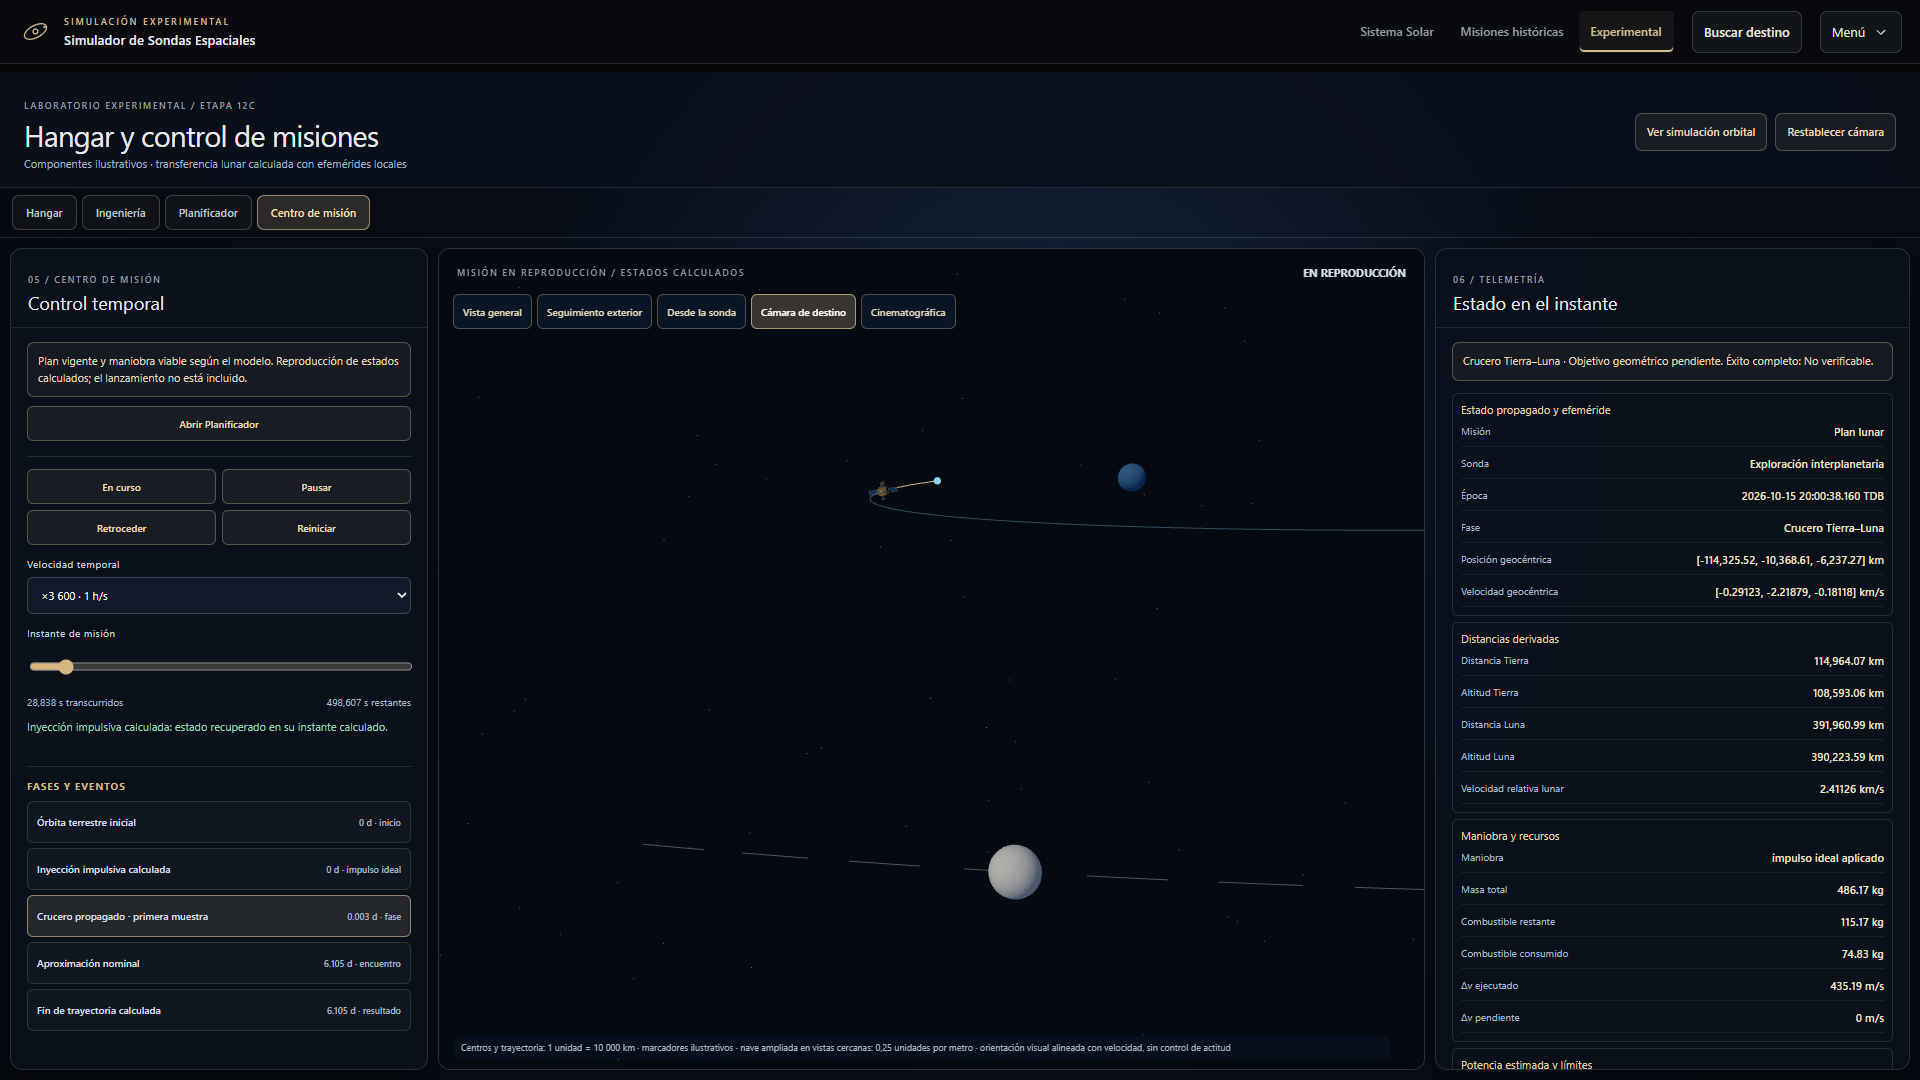 SIMULACIÓN EXPERIMENTAL
Simulador de Sondas Espaciales
Sistema Solar
Misiones históricas
Experimental
Buscar destino
Menú
LABORATORIO EXPERIMENTAL / ETAPA 12C
Hangar y control de misiones
Componentes ilustrativos · transferencia lunar calculada con efemérides locales
Ver simulación orbital
Restablecer cámara
Hangar
Ingeniería
Planificador
Centro de misión
05 / CENTRO DE MISIÓN
Control temporal
Plan vigente y maniobra viable según el modelo. Reproducción de estados
calculados; el lanzamiento no está incluido.
Abrir Planificador
En curso
Pausar
Retroceder
Reiniciar
Velocidad temporal
×3 600 · 1 h/s
Instante de misión
28,838 s transcurridos
498,607 s restantes
Inyección impulsiva calculada: estado recuperado en su instante calculado.
FASES Y EVENTOS
Órbita terrestre inicial
0 d · inicio
Inyección impulsiva calculada
0 d · impulso ideal
Crucero propagado · primera muestra
0.003 d · fase
Aproximación nominal
6.105 d · encuentro
Fin de trayectoria calculada
6.105 d · resultado
MISIÓN EN REPRODUCCIÓN / ESTADOS CALCULADOS
EN REPRODUCCIÓN
Vista general
Seguimiento exterior
Desde la sonda
Cámara de destino
Cinematográfica
Centros y trayectoria: 1 unidad = 10 000 km · marcadores ilustrativos · nave ampliada en vistas cercanas: 0,25 unidades por metro · orientación visual alineada con velocidad, sin control de actitud
06 / TELEMETRÍA
Estado en el instante
Crucero Tierra–Luna · Objetivo geométrico pendiente. Éxito completo: No verificable.
Estado propagado y efeméride
Misión
Plan lunar
Sonda
Exploración interplanetaria
Época
2026-10-15 20:00:38.160 TDB
Fase
Crucero Tierra–Luna
Posición geocéntrica
[-114,325.52, -10,368.61, -6,237.27] km
Velocidad geocéntrica
[-0.29123, -2.21879, -0.18118] km/s
Distancias derivadas
Distancia Tierra
114,964.07 km
Altitud Tierra
108,593.06 km
Distancia Luna
391,960.99 km
Altitud Luna
390,223.59 km
Velocidad relativa lunar
2.41126 km/s
Maniobra y recursos
Maniobra
impulso ideal aplicado
Masa total
486.17 kg
Combustible restante
115.17 kg
Combustible consumido
74.83 kg
Δv ejecutado
435.19 m/s
Δv pendiente
0 m/s
Potencia estimada y límites